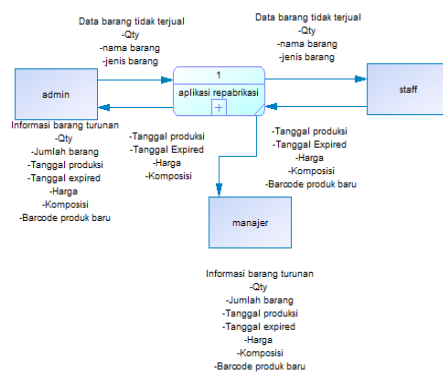 Data barang tidak terjual
-Qty
-nama barang
-jenis barang
Data barang tidak terjual
-Qty
-nama barang
-jenis barang
admin
1
aplikasi repabrikasi
staff
Informasi barang turunan
-Qty
-Jumlah barang
-Tanggal produksi
-Tanggal expired
-Harga
-Komposisi
-Barcode produk baru
-Tanggal produksi
-Tanggal Expired
-Harga
-Komposisi
-Tanggal produksi
-Tanggal Expired
-Harga
-Komposisi
-Barcode produk baru
manajer
Informasi barang turunan
-Qty
-Jumlah barang
-Tanggal produksi
-Tanggal expired
-Harga
-Komposisi
-Barcode produk baru